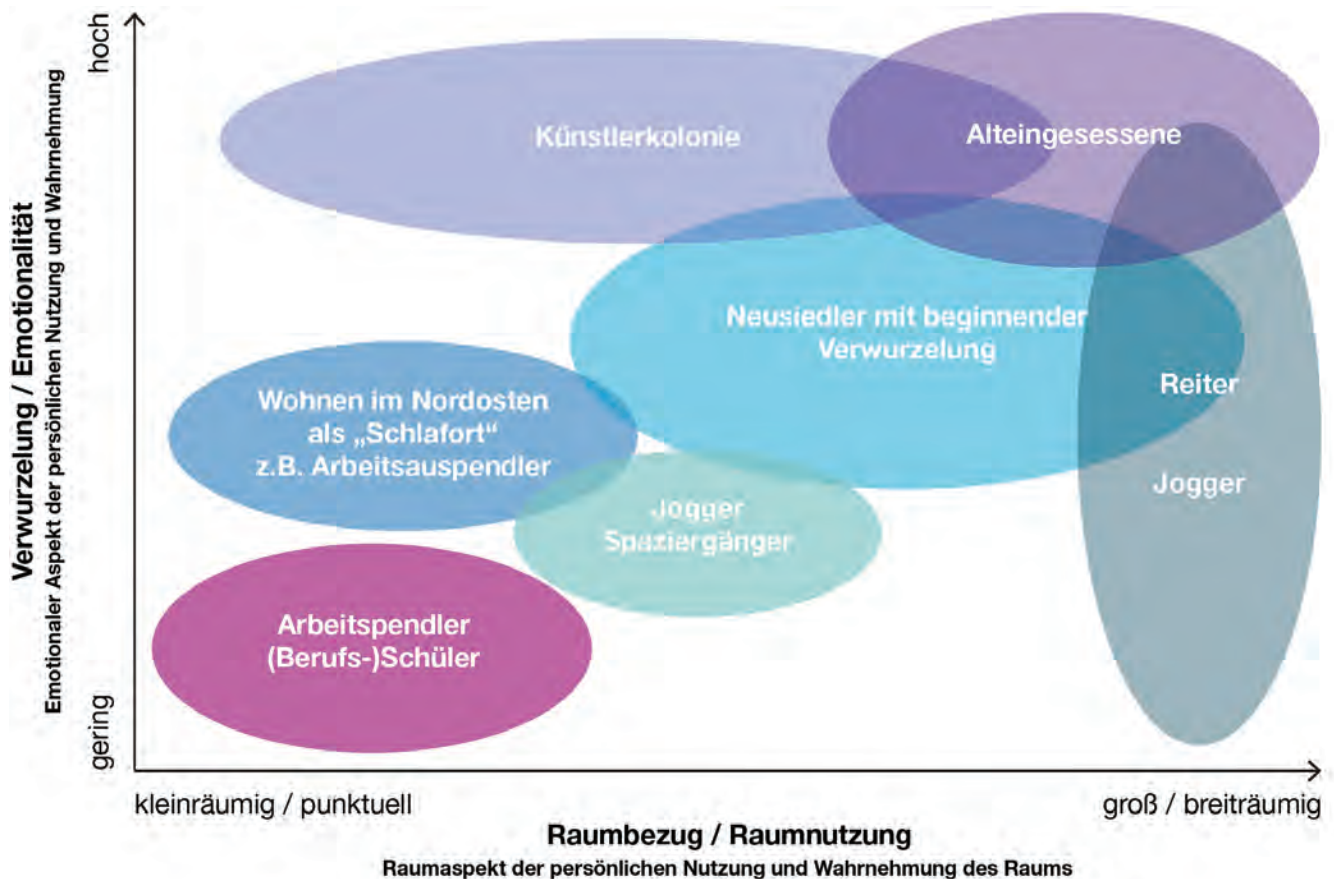 hoch
Künstlerkolonie
Alteingesessene
Verwurzelung / Emotionalität
Emotionaler Aspekt der persönlichen Nutzung und Wahrnehmung
Neusiedler mit beginnender
Verwurzelung
Wohnen im Nordosten
als „Schlafort“
z.B. Arbeitsauspendler
Reiter
Jogger
Jogger
Spaziergänger
Arbeitspendler
(Berufs-)Schüler
gering
kleinräumig / punktuell
groß / breiträumig
Raumbezug / Raumnutzung
Raumaspekt der persönlichen Nutzung und Wahrnehmung des Raums